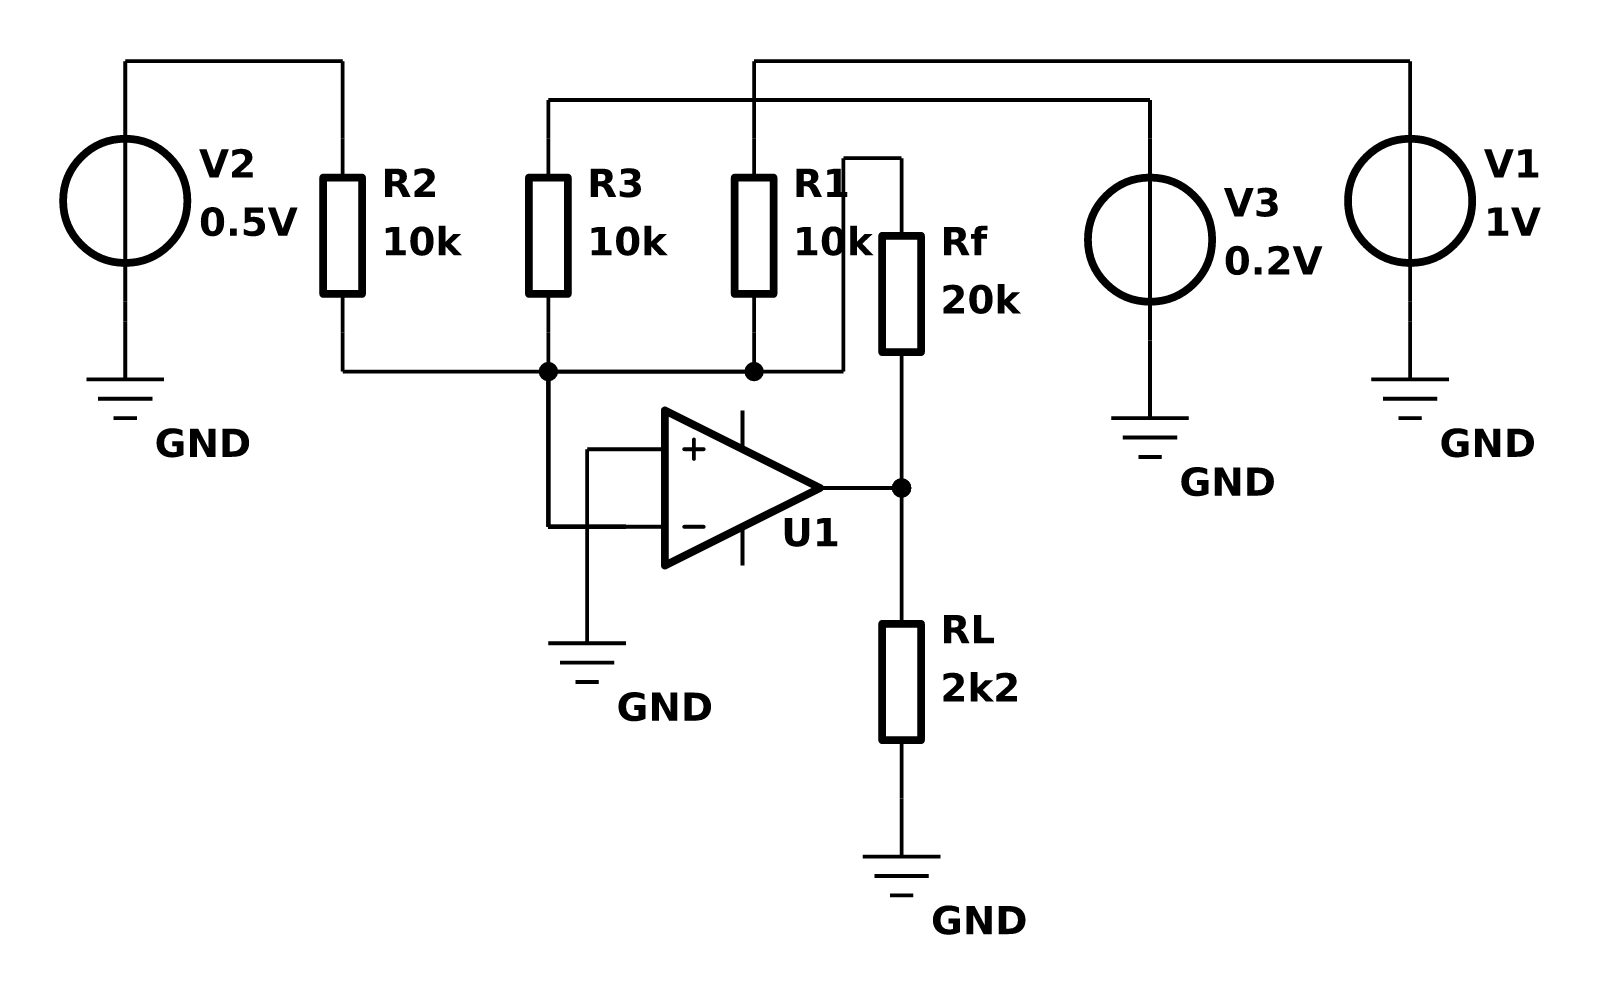 V2
0.5V
GND
R2
10k
R3
10k
R1
10k
Rf
20k
V3
0.2V
GND
V1
1V
GND
+
−
U1
GND
RL
2k2
GND